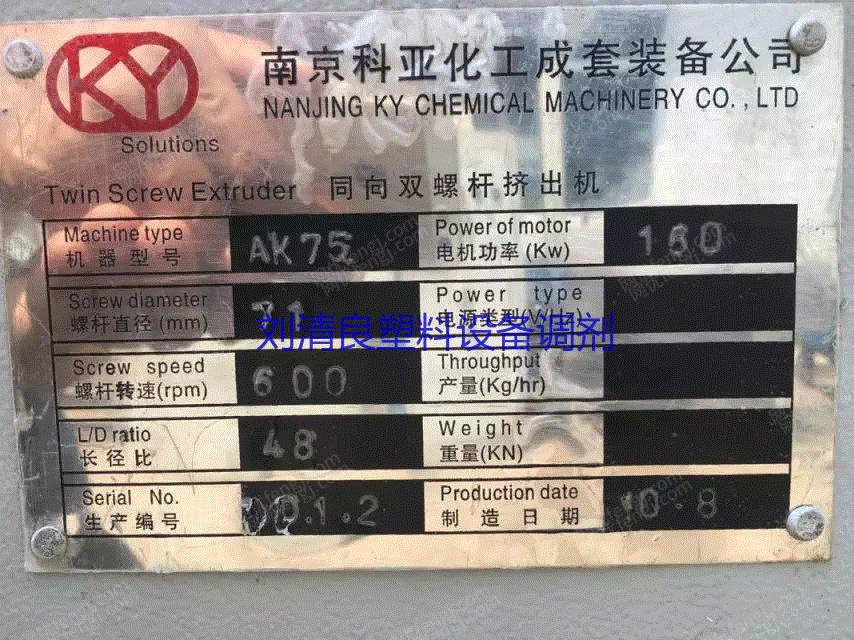 KY
Solutions
南京科亚化工成套装备公司
NANJING KY CHEMICAL MACHINERY CO.,LTD
Twin Screw Extruder 同向双螺杆挤出机
Machine type
机器型号
AK75
Power of motor
电机功率(Kw)
160
Screw diameter
螺杆直径(mm)
71
Power type
电源类型(V/Hz)
刘清良塑料设备调剂
Screw speed
螺杆转速(rpm)
600
Throughput
产量(Kg/hr)
L/D ratio
长径比
48
Weight
重量(KN)
Serial No.
生产编号
Production date
制造日期